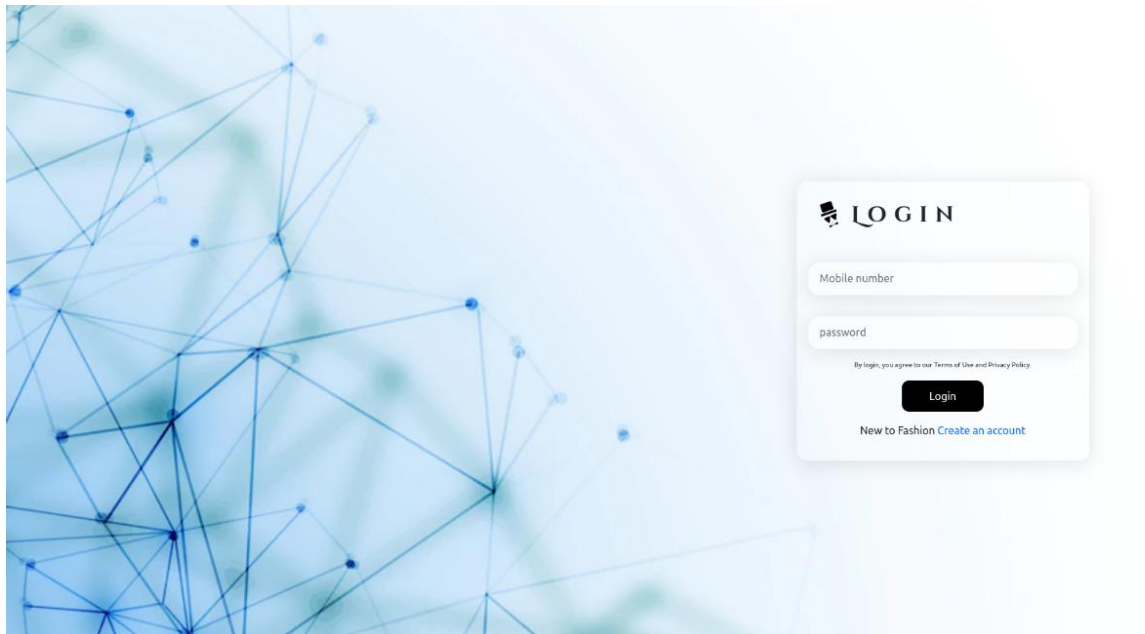 LOGIN
Mobile number
password
By login, you agree to our Terms of Use and Privacy Policy.
Login
New to Fashion Create an account